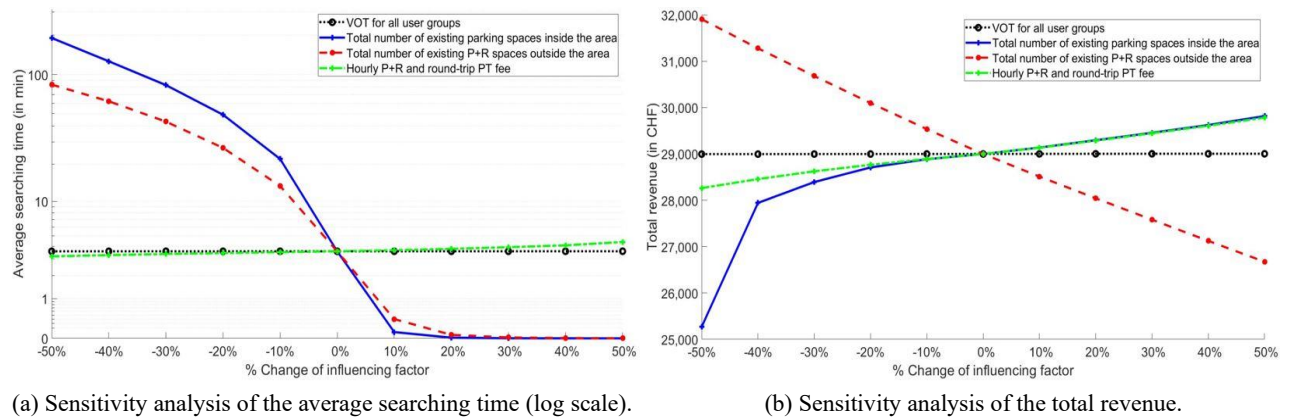 VOT for all user groups
Total number of existing parking spaces inside the area
Total number of existing P+R spaces outside the area
Hourly P+R and round-trip PT fee
Average searching time (in min)
100
10
1
0
-50%
-40%
-30%
-20%
-10%
0%
10%
20%
30%
40%
50%
% Change of influencing factor
(a) Sensitivity analysis of the average searching time (log scale).
VOT for all user groups
Total number of existing parking spaces inside the area
Total number of existing P+R spaces outside the area
Hourly P+R and round-trip PT fee
Total revenue (in CHF)
32,000
31,000
30,000
29,000
28,000
27,000
26,000
25,000
-50%
-40%
-30%
-20%
-10%
0%
10%
20%
30%
40%
50%
% Change of influencing factor
(b) Sensitivity analysis of the total revenue.